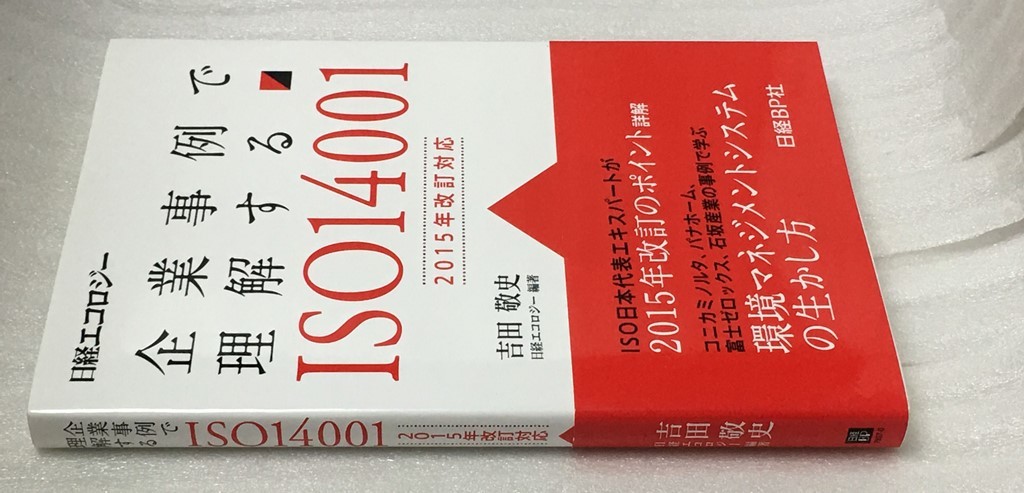 日経エコロジー
企業事例で
理解する
ISO14001
2015年改訂対応
吉田 敬史
日経エコロジー 編著
ISO日本代表エキスパートが
2015年改訂のポイント詳解
コニカミノルタ、パナホーム、
富士ゼロックス、石坂産業の事例で学ぶ
環境マネジメントシステム
の生かし方
日経BP社
企業事例で
理解する
ISO14001
2015年改訂対応
吉田 敬史